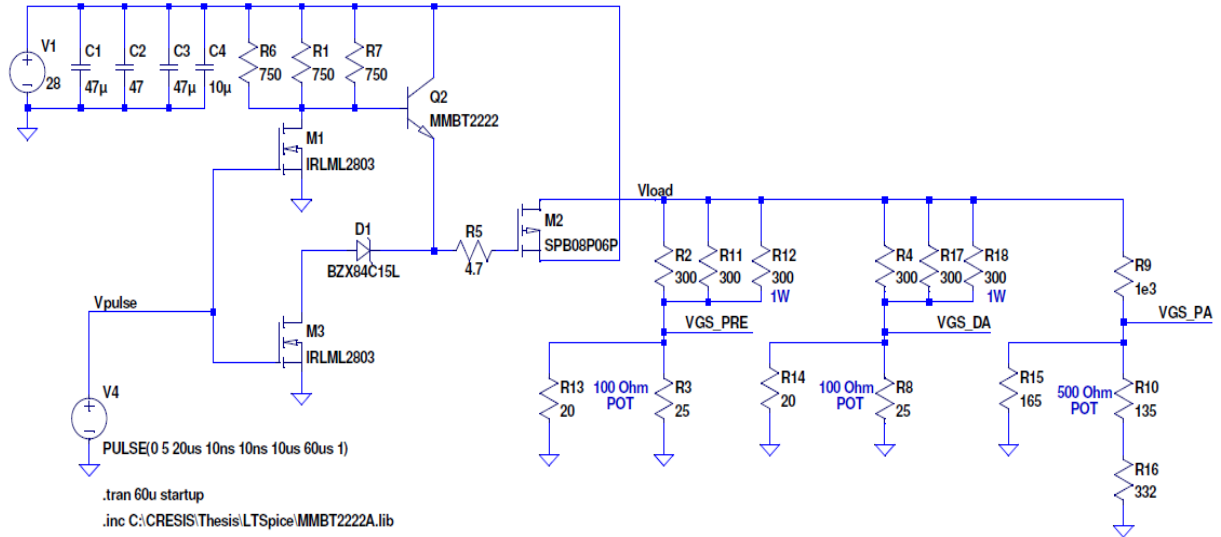 V1
28
C1
47µ
C2
47
C3
47µ
C4
10µ
R6
750
R1
750
R7
750
Q2
MMBT2222
M1
IRLML2803
D1
BZX84C15L
R5
4.7
M2
SPB08P06P
Vload
R2
300
R11
300
R12
300
1W
R4
300
R17
300
R18
300
1W
R9
1e3
VGS_PRE
VGS_DA
VGS_PA
Vpulse
M3
IRLML2803
R13
20
100 Ohm
POT
R3
25
R14
20
100 Ohm
POT
R8
25
R15
165
500 Ohm
POT
R10
135
R16
332
V4
PULSE(0 5 20us 10ns 10ns 10us 60us 1)
.tran 60u startup
.inc C:\CRESIS\Thesis\LTSpice\MMBT2222A.lib